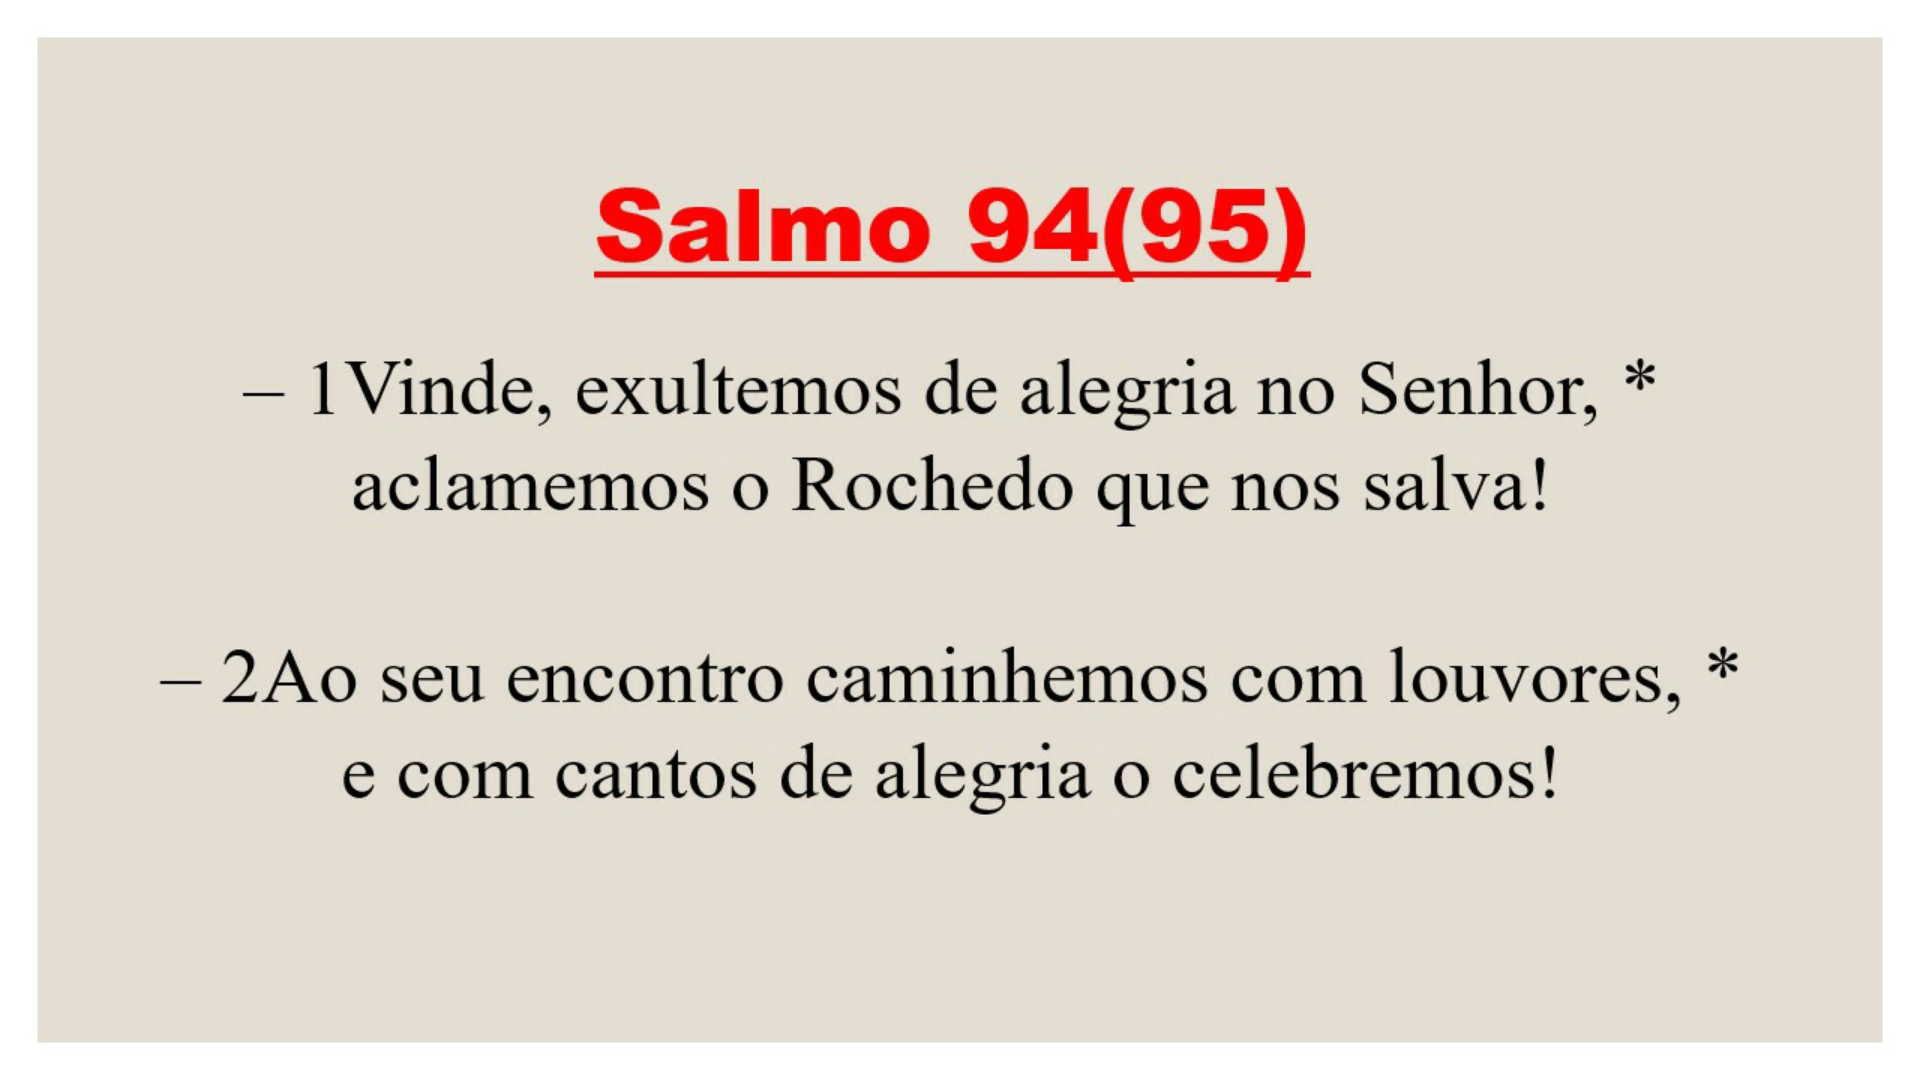 Salmo 94(95)
– 1Vinde, exultemos de alegria no Senhor, *
aclamemos o Rochedo que nos salva!
– 2Ao seu encontro caminhemos com louvores, *
e com cantos de alegria o celebremos!